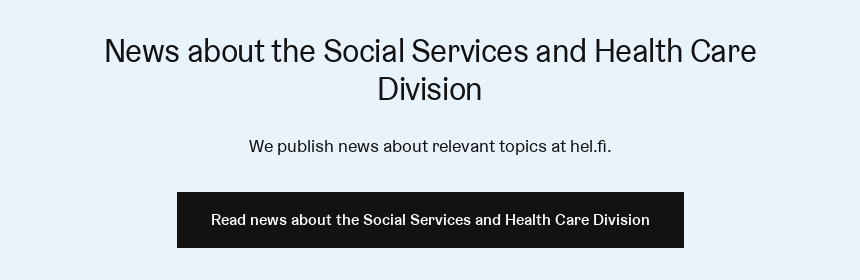 News about the Social Services and Health Care
Division
We publish news about relevant topics at hel.fi.
Read news about the Social Services and Health Care Division